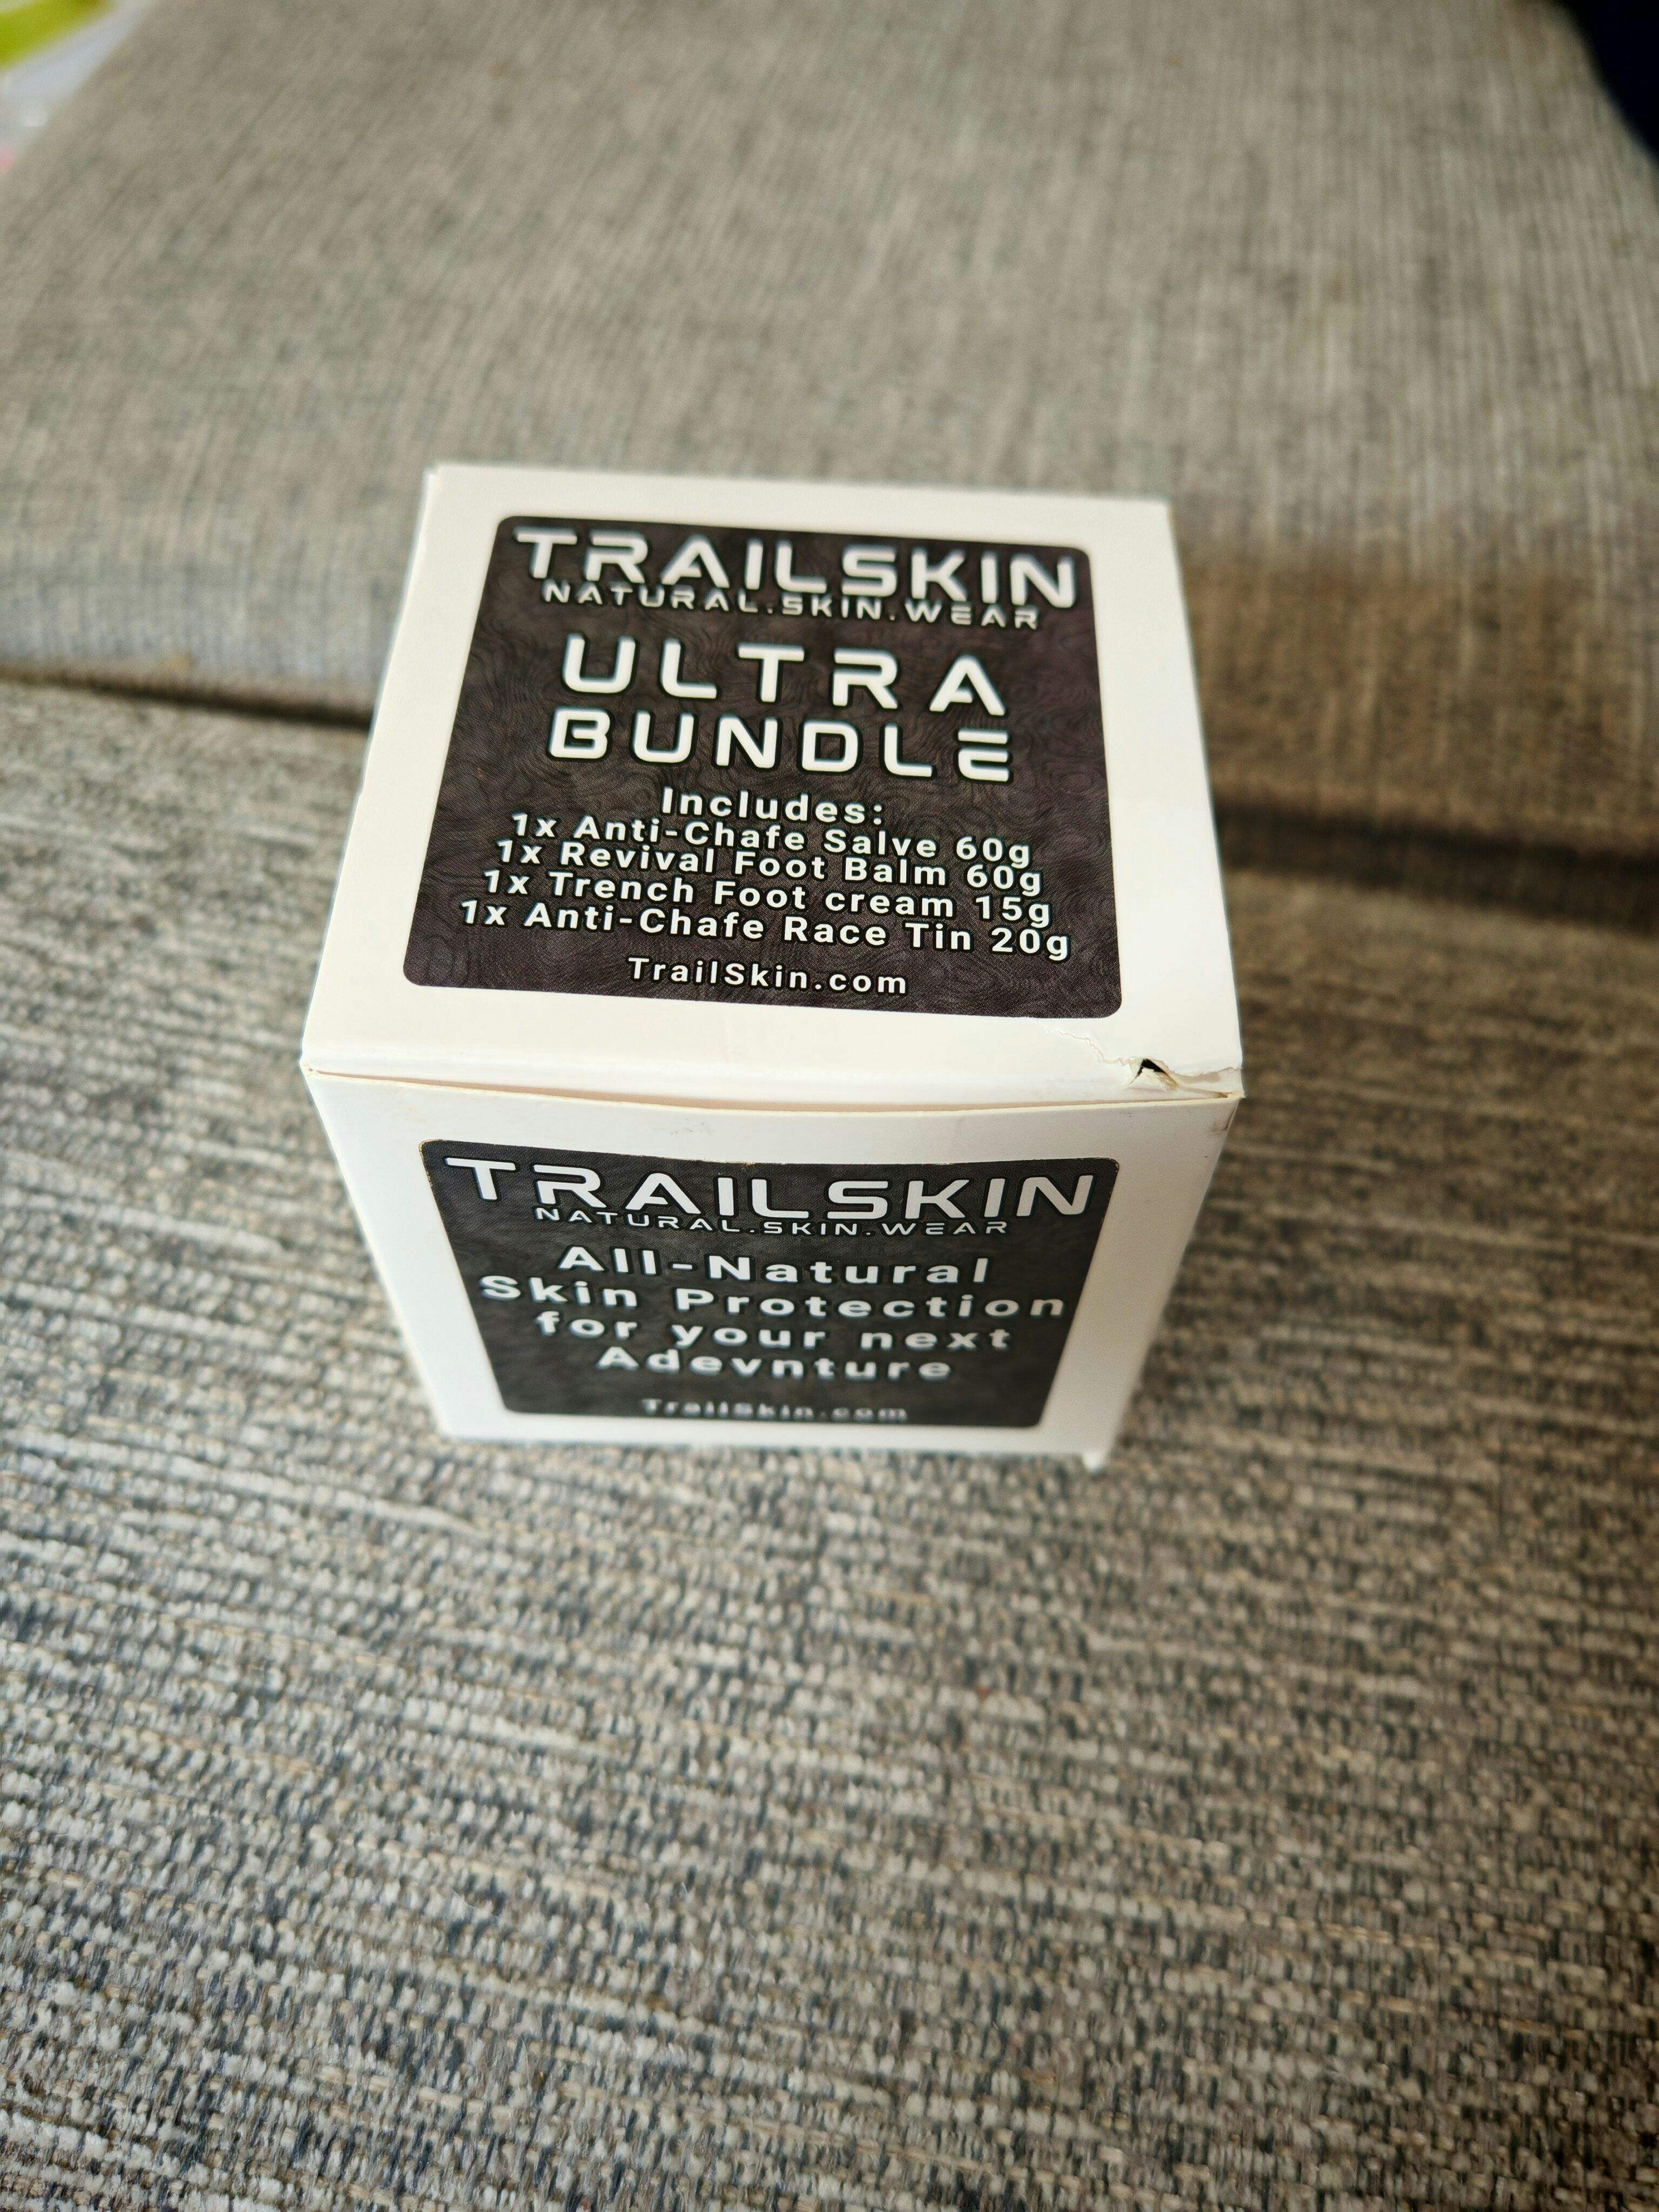 TRAILSKIN
NATURAL.SKIN.WEAR
ULTRA
BUNDLE
Includes:
1x Anti-Chafe Salve 60g
1x Revival Foot Balm 60g
1x Trench Foot cream 15g
1x Anti-Chafe Race Tin 20g
TrailSkin.com
TRAILSKIN
NATURAL.SKIN.WEAR
All-Natural
Skin Protection
for your next
Adevnture
TrailSkin.com